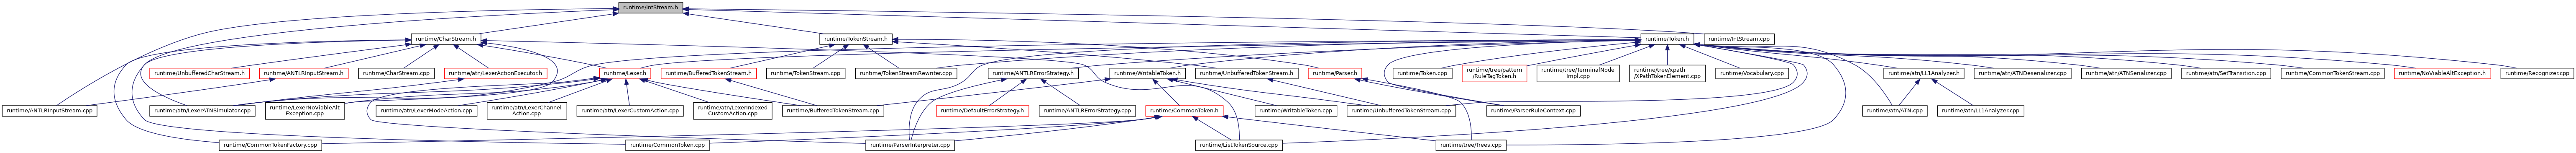 runtime/IntStream.h
runtime/CharStream.h
runtime/TokenStream.h
runtime/Token.h
runtime/IntStream.cpp
runtime/UnbufferedCharStream.h
runtime/ANTLRInputStream.h
runtime/CharStream.cpp
runtime/atn/LexerActionExecutor.h
runtime/Lexer.h
runtime/BufferedTokenStream.h
runtime/TokenStream.cpp
runtime/TokenStreamRewriter.cpp
runtime/ANTLRErrorStrategy.h
runtime/WritableToken.h
runtime/UnbufferedTokenStream.h
runtime/Parser.h
runtime/Token.cpp
runtime/tree/pattern
/RuleTagToken.h
runtime/tree/TerminalNode
Impl.cpp
runtime/tree/xpath
/XPathTokenElement.cpp
runtime/Vocabulary.cpp
runtime/atn/LL1Analyzer.h
runtime/atn/ATNDeserializer.cpp
runtime/atn/ATNSerializer.cpp
runtime/atn/SetTransition.cpp
runtime/CommonTokenStream.cpp
runtime/NoViableAltException.h
runtime/Recognizer.cpp
runtime/ANTLRInputStream.cpp
runtime/atn/LexerATNSimulator.cpp
runtime/LexerNoViableAlt
Exception.cpp
runtime/atn/LexerModeAction.cpp
runtime/atn/LexerChannel
Action.cpp
runtime/atn/LexerCustomAction.cpp
runtime/atn/LexerIndexed
CustomAction.cpp
runtime/BufferedTokenStream.cpp
runtime/DefaultErrorStrategy.h
runtime/ANTLRErrorStrategy.cpp
runtime/CommonToken.h
runtime/WritableToken.cpp
runtime/UnbufferedTokenStream.cpp
runtime/ParserRuleContext.cpp
runtime/atn/ATN.cpp
runtime/atn/LL1Analyzer.cpp
runtime/CommonTokenFactory.cpp
runtime/CommonToken.cpp
runtime/ParserInterpreter.cpp
runtime/ListTokenSource.cpp
runtime/tree/Trees.cpp